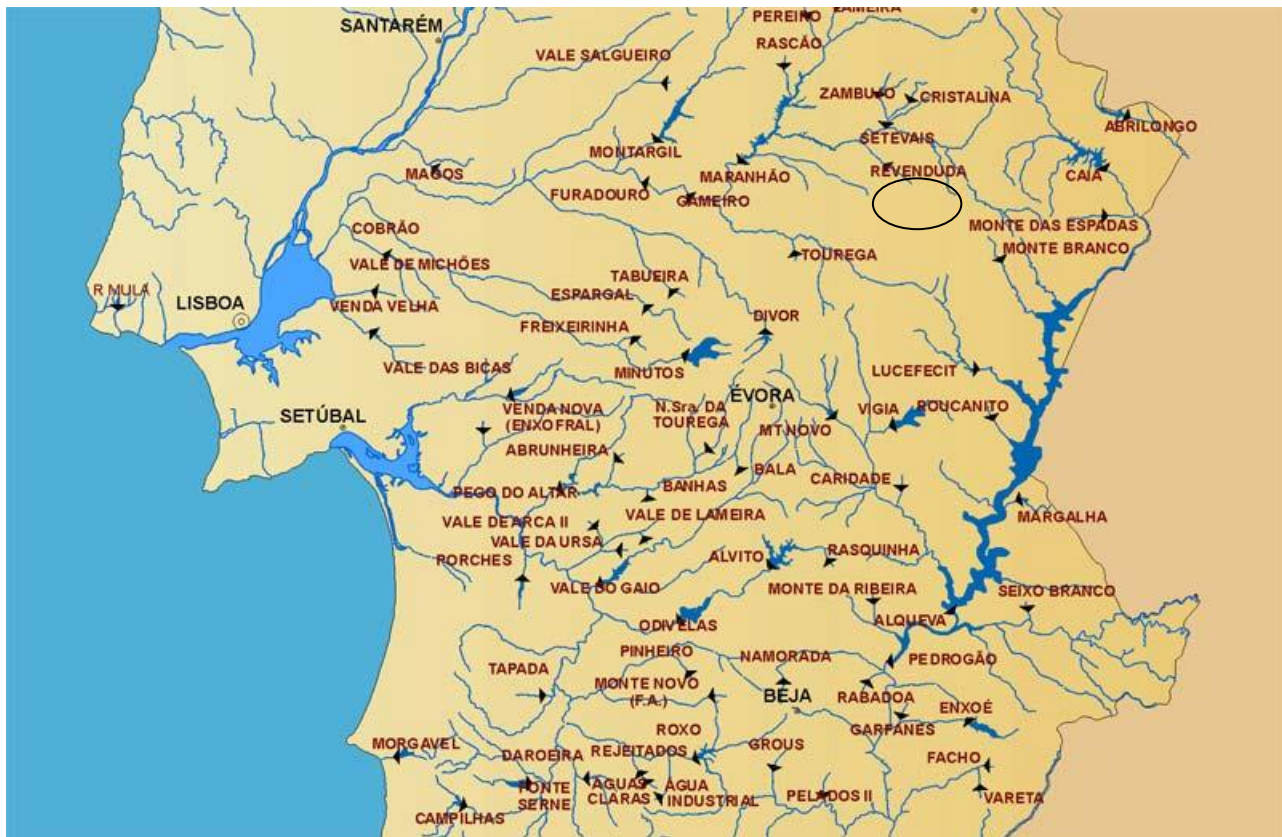 PEREIRO
SANTARÉM
RASCÃO
VALE SALGUEIRO
ZAMBUJO
CRISTALINA
ABRILONGO
SETEVAIS
MONTARGIL
REVENDUDA
MAGOS
MARANHÃO
CAIA
FURADOURO
GAMEIRO
MONTE DAS ESPADAS
COBRÃO
MONTE BRANCO
TOUREGA
VALE DE MICHÕES
TABUEIRA
R MULA
ESPARGAL
LISBOA
VENDA VELHA
DIVOR
FREIXEIRINHA
VALE DAS BICAS
MINUTOS
LUCEFECIT
ÉVORA
SETÚBAL
VENDA NOVA
(ENXOFRAL)
N.Sra. DA
TOUREGA
VIGIA
ROUCANITO
MT NOVO
ABRUNHEIRA
BALA
CARIDADE
PEGO DO ALTAR
BANHAS
VALE DE ARCA II
VALE DE LAMEIRA
MARGALHA
VALE DA URSA
PORCHES
ALVITO
RASQUINHA
VALE DO GAIO
MONTE DA RIBEIRA
SEIXO BRANCO
ODIVELAS
ALQUEVA
PINHEIRO
NAMORADA
PEDROGÃO
TAPADA
MONTE NOVO
(F.A.)
BEJA
RABADOA
ENXOÉ
ROXO
GARFANES
MORGAVEL
DAROEIRA
REJEITADOS
GROUS
FACHO
FONTE
SERNE
AGUAS
CLARAS
ÁGUA
INDUSTRIAL
PELADOS II
VARETA
CAMPILHAS